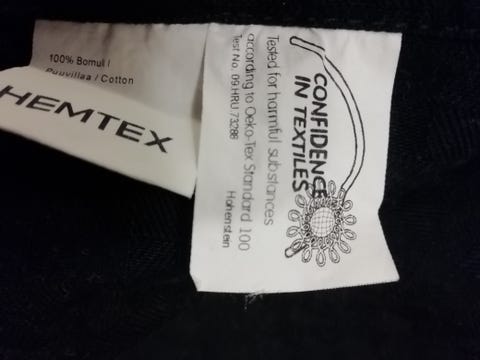 100% Bomull
Puuvillaa / Cotton
HEMTEX
CONFIDENCE
IN TEXTILES
Tested for harmful substances
according to Oeko-Tex Standard 100
Test No. 09.HRU 73288 Hohenstein